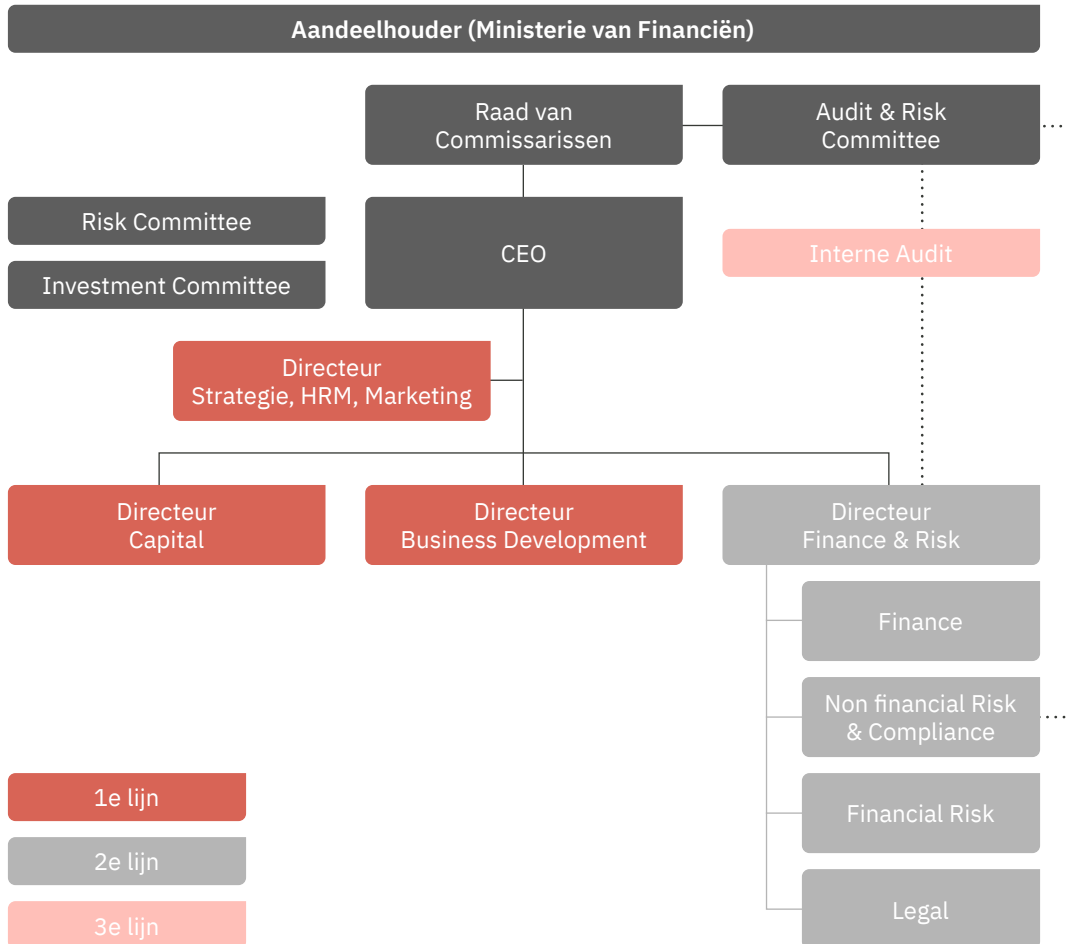 Aandeelhouder (Ministerie van Financiën)
Raad van
Commissarissen
Audit & Risk
Committee
Risk Committee
Investment Committee
CEO
Interne Audit
Directeur
Strategie, HRM, Marketing
Directeur
Capital
Directeur
Business Development
Directeur
Finance & Risk
Finance
Non financial Risk
& Compliance
Financial Risk
Legal
1e lijn
2e lijn
3e lijn